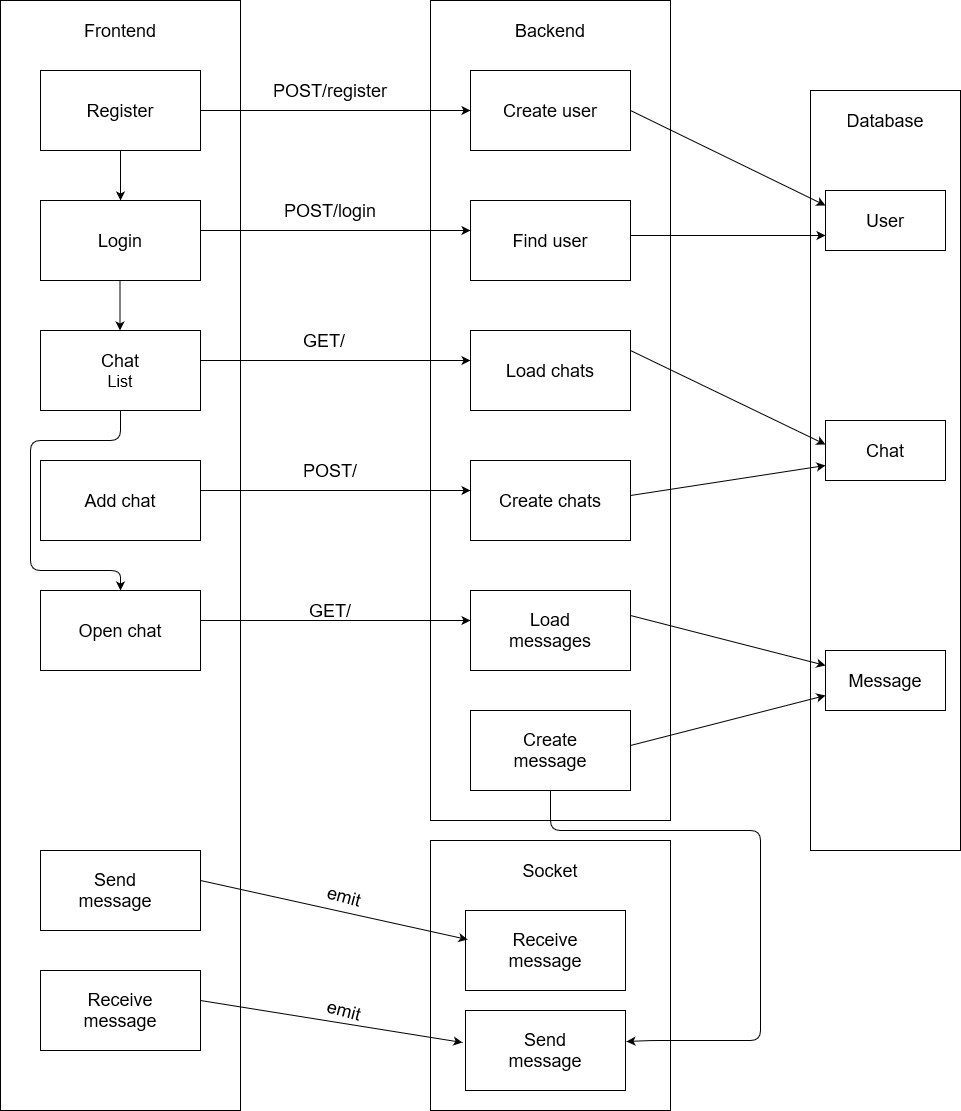 Frontend
Backend
Register
POST/register
Create user
Database
Login
POST/login
Find user
User
Chat
List
GET/
Load chats
Chat
Add chat
POST/
Create chats
Open chat
GET/
Load
messages
Message
Create
message
Send
message
emit
Socket
Receive
message
Receive
message
emit
Send
message